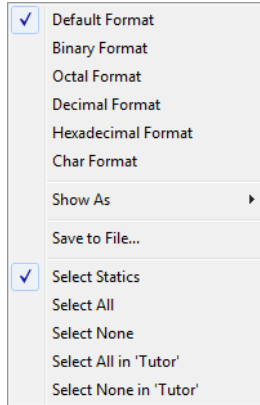 Default Format
Binary Format
Octal Format
Decimal Format
Hexadecimal Format
Char Format
Show As
Save to File...
Select Statics
Select All
Select None
Select All in 'Tutor'
Select None in 'Tutor'